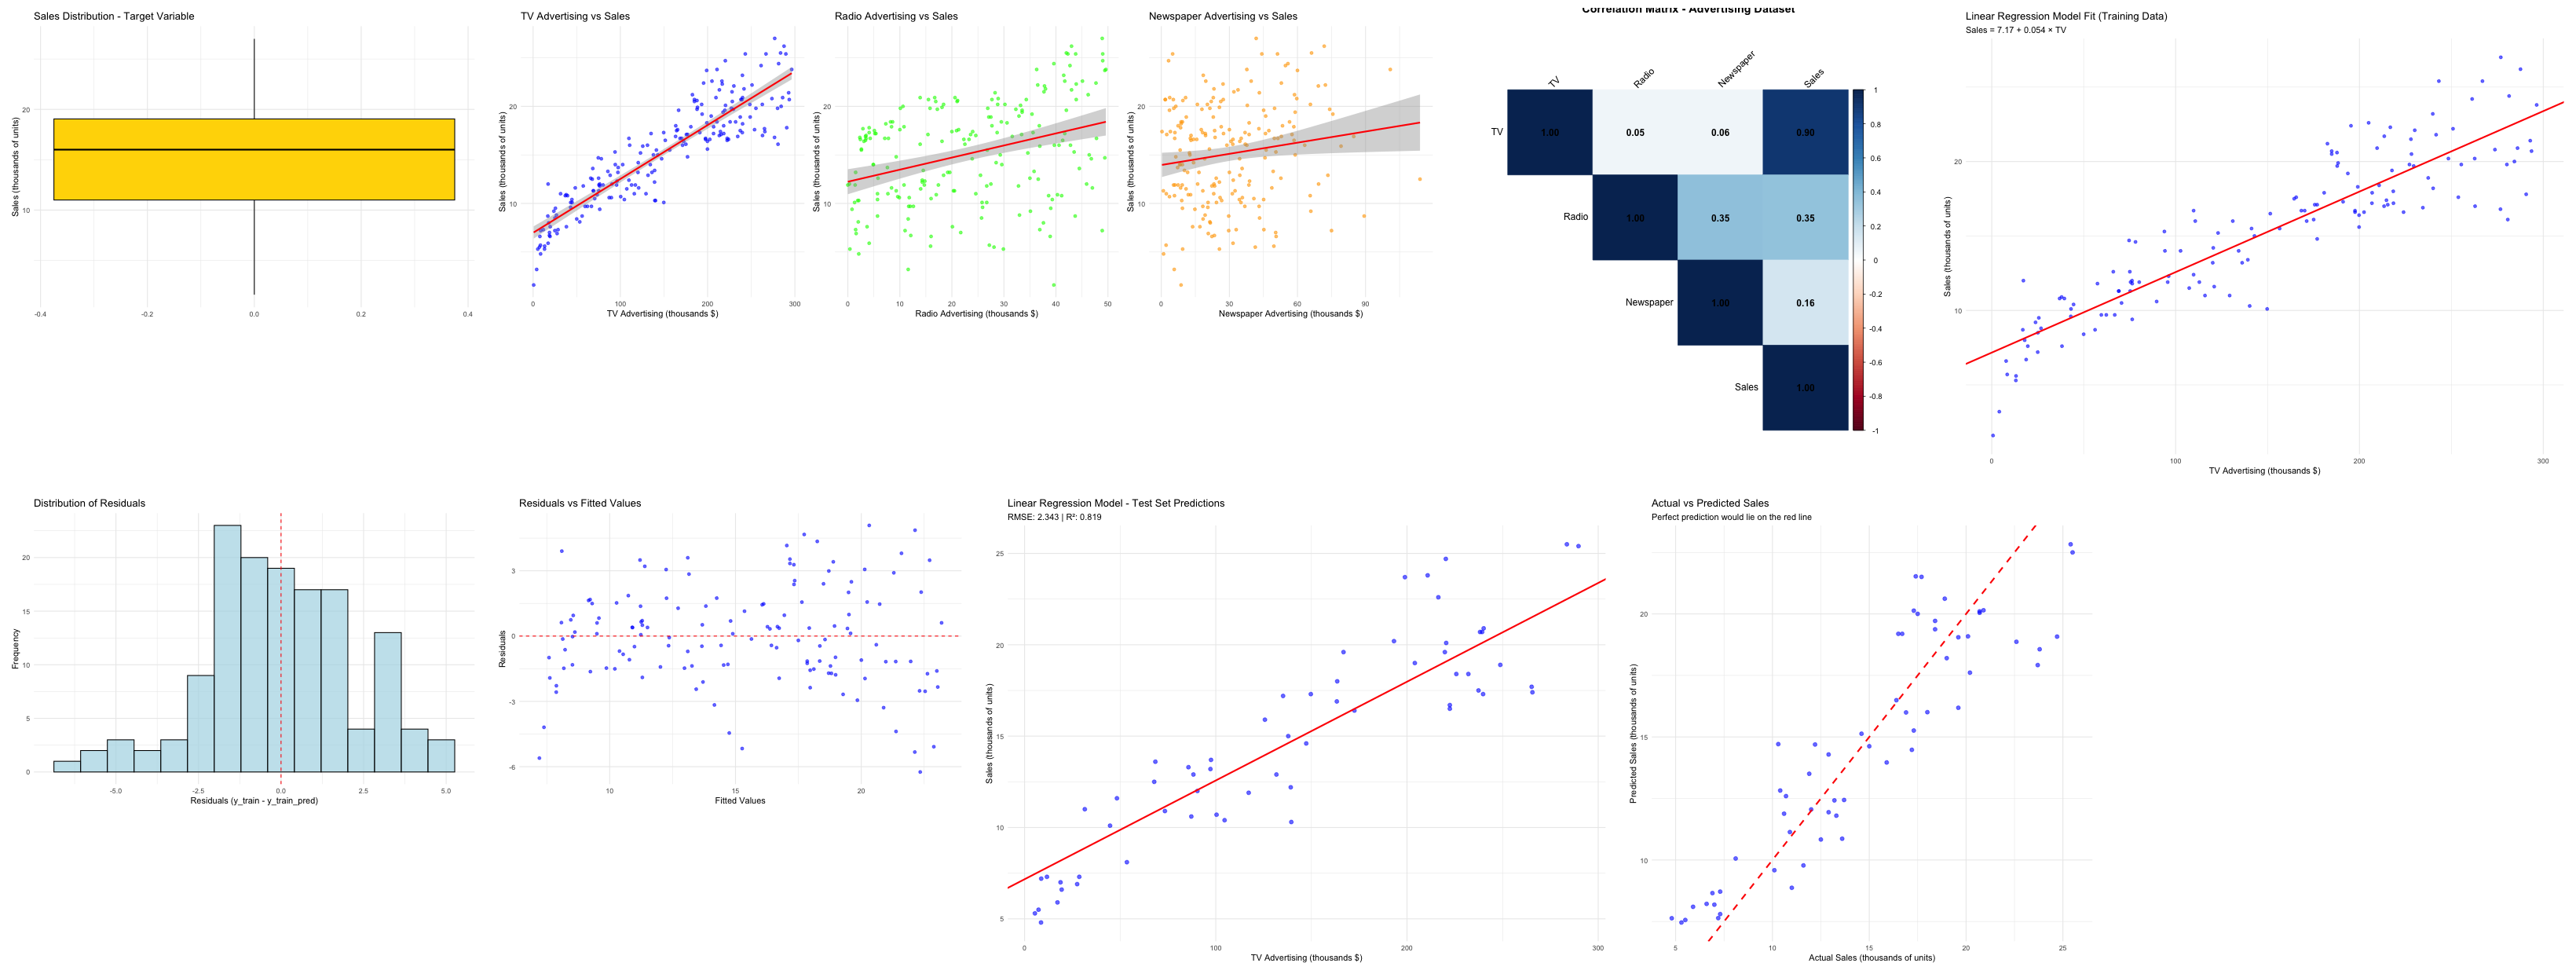 Sales Distribution - Target Variable
Sales (thousands of units)
20
10
-0.4
-0.2
0.0
0.2
0.4
TV Advertising vs Sales
Sales (thousands of units)
20
10
0
100
200
300
TV Advertising (thousands $)
Radio Advertising vs Sales
Sales (thousands of units)
20
10
0
10
20
30
40
50
Radio Advertising (thousands $)
Newspaper Advertising vs Sales
Sales (thousands of units)
20
10
0
30
60
90
Newspaper Advertising (thousands $)
Correlation Matrix - Advertising Dataset
TV
Radio
Newspaper
Sales
TV
1.00
0.05
0.06
0.90
Radio
1.00
0.35
0.35
Newspaper
1.00
0.16
Sales
1.00
1
0.8
0.6
0.4
0.2
0
-0.2
-0.4
-0.6
-0.8
-1
Linear Regression Model Fit (Training Data)
Sales = 7.17 + 0.054 × TV
Sales (thousands of units)
20
10
0
100
200
300
TV Advertising (thousands $)
Distribution of Residuals
Frequency
20
15
10
5
0
-5.0
-2.5
0.0
2.5
5.0
Residuals (y_train - y_train_pred)
Residuals vs Fitted Values
Residuals
3
0
-3
-6
10
15
20
Fitted Values
Linear Regression Model - Test Set Predictions
RMSE: 2.343 | R²: 0.819
Sales (thousands of units)
25
20
15
10
5
0
100
200
300
TV Advertising (thousands $)
Actual vs Predicted Sales
Perfect prediction would lie on the red line
Predicted Sales (thousands of units)
20
15
10
5
10
15
20
25
Actual Sales (thousands of units)